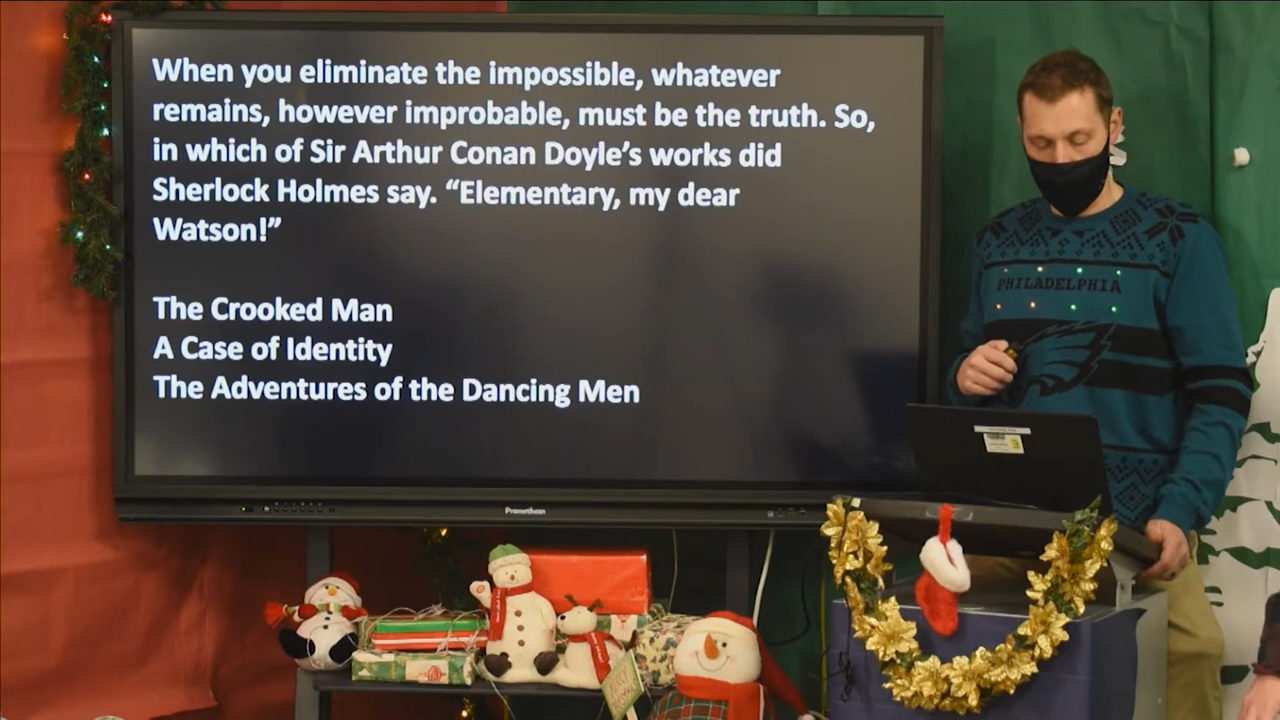 When you eliminate the impossible, whatever
remains, however improbable, must be the truth. So,
in which of Sir Arthur Conan Doyle’s works did
Sherlock Holmes say. “Elementary, my dear
Watson!”
The Crooked Man
A Case of Identity
The Adventures of the Dancing Men
PHILADELPHIA
Promethean